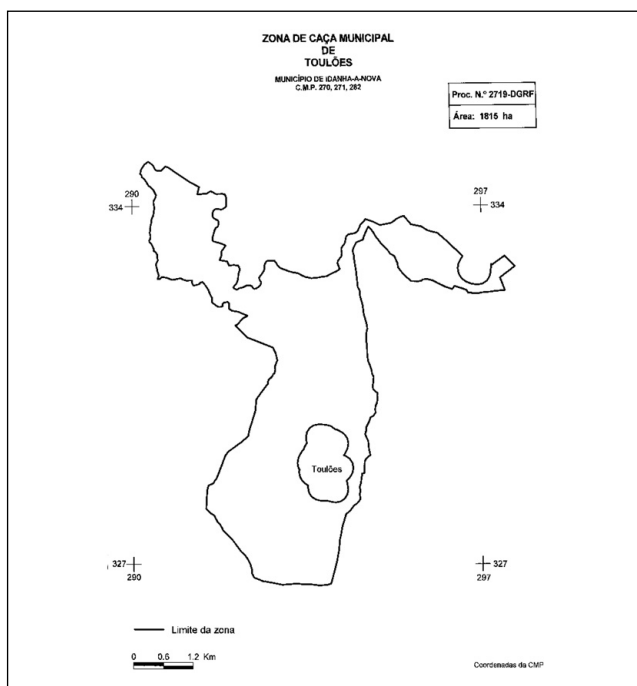 ZONA DE CAÇA MUNICIPAL
DE
TOULÕES
MUNICÍPIO DE IDANHA-A-NOVA
C.M.P. 270, 271, 282
Proc. N.º 2719-DGRF
Área: 1815 ha
290
334
297
334
Toulões
327
290
327
297
Limite da zona
0 0.6 1.2 Km
Coordenadas da CMP